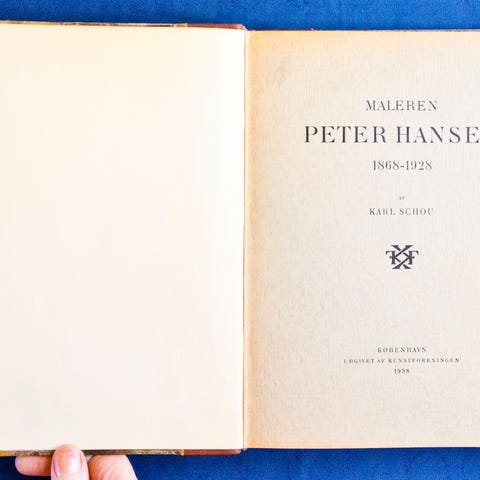 MALEREN
PETER HANSE
1868-1928
AF
KARL SCHOU
KØBENHAVN
UDGIVET AF KUNSTFORENINGEN
1938